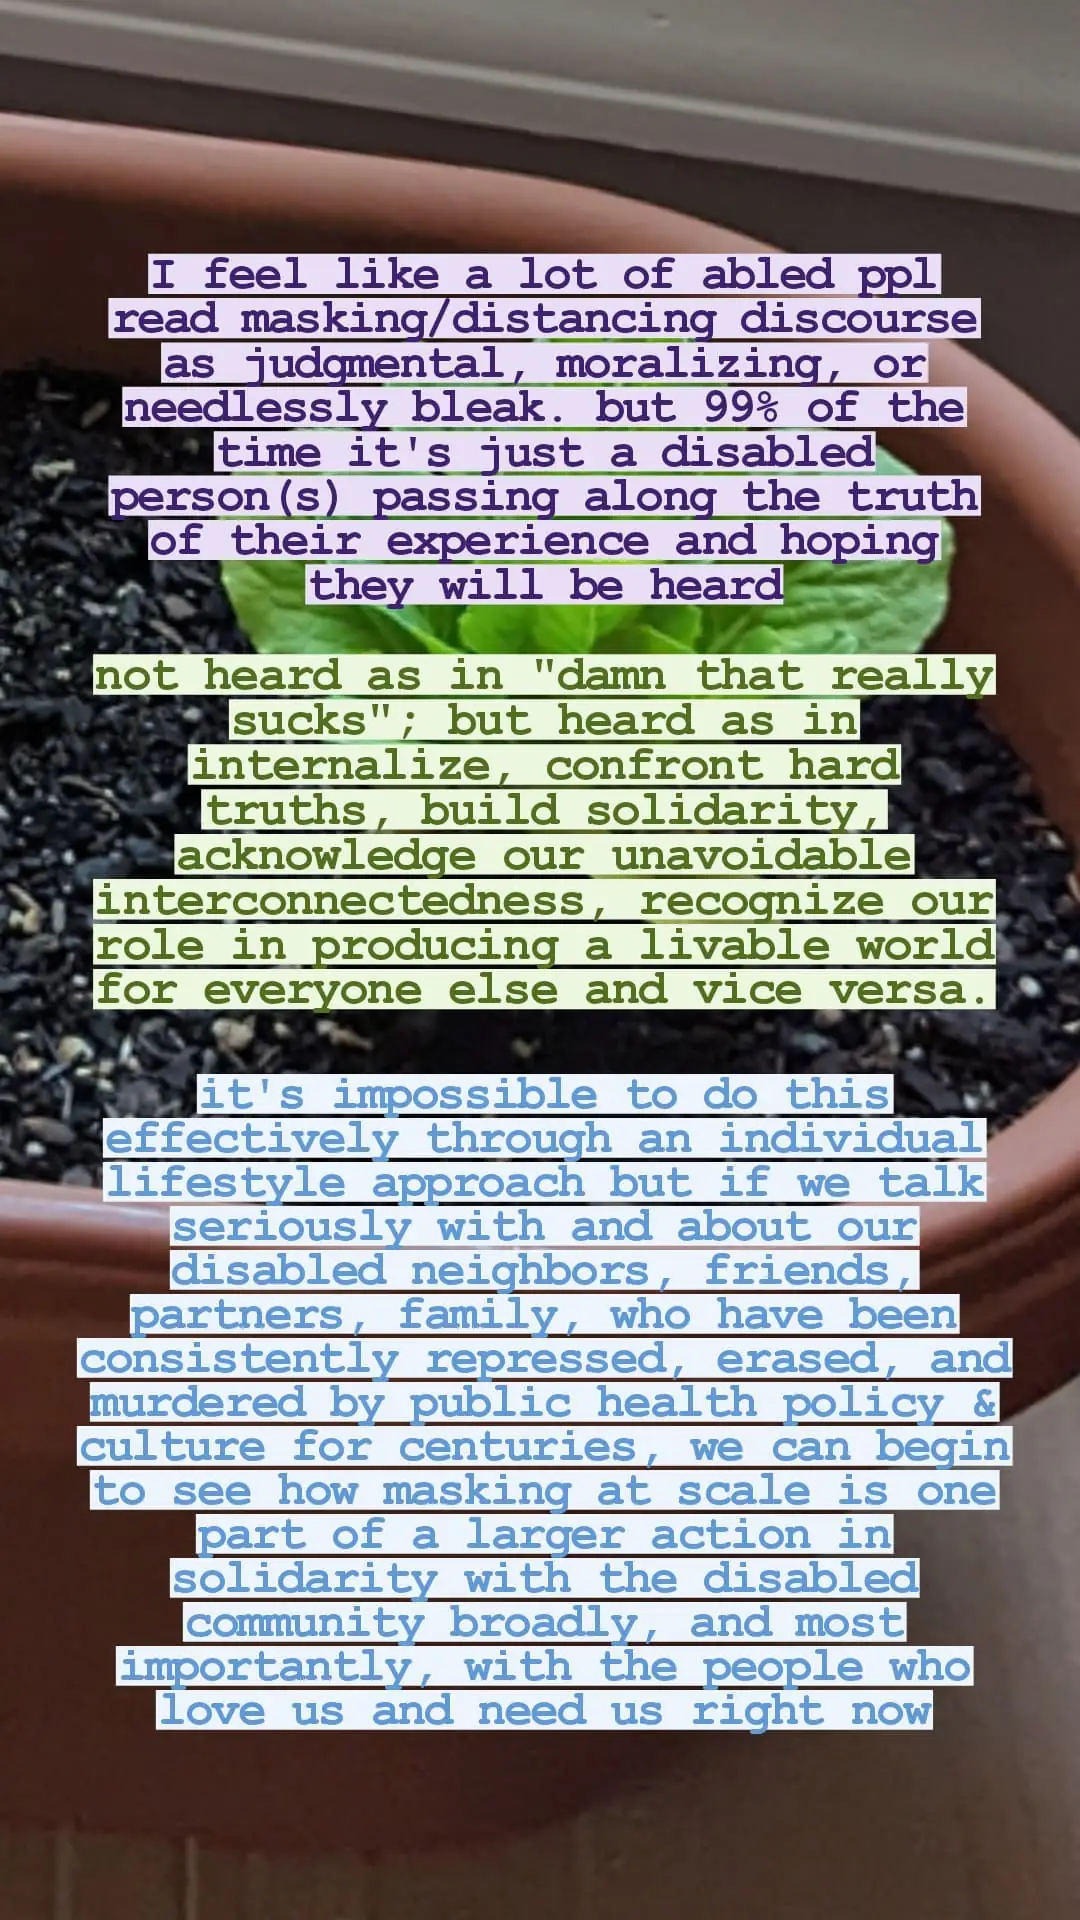 I feel like a lot of abled ppl
read masking/distancing discourse
as judgmental, moralizing, or
needlessly bleak. but 99% of the
time it's just a disabled
person(s) passing along the truth
of their experience and hoping
they will be heard
not heard as in "damn that really
sucks"; but heard as in
internalize, confront hard
truths, build solidarity,
acknowledge our unavoidable
interconnectedness, recognize our
role in producing a livable world
for everyone else and vice versa.
it's impossible to do this
effectively through an individual
lifestyle approach but if we talk
seriously with and about our
disabled neighbors, friends,
partners, family, who have been
consistently repressed, erased, and
murdered by public health policy &
culture for centuries, we can begin
to see how masking at scale is one
part of a larger action in
solidarity with the disabled
community broadly, and most
importantly, with the people who
love us and need us right now